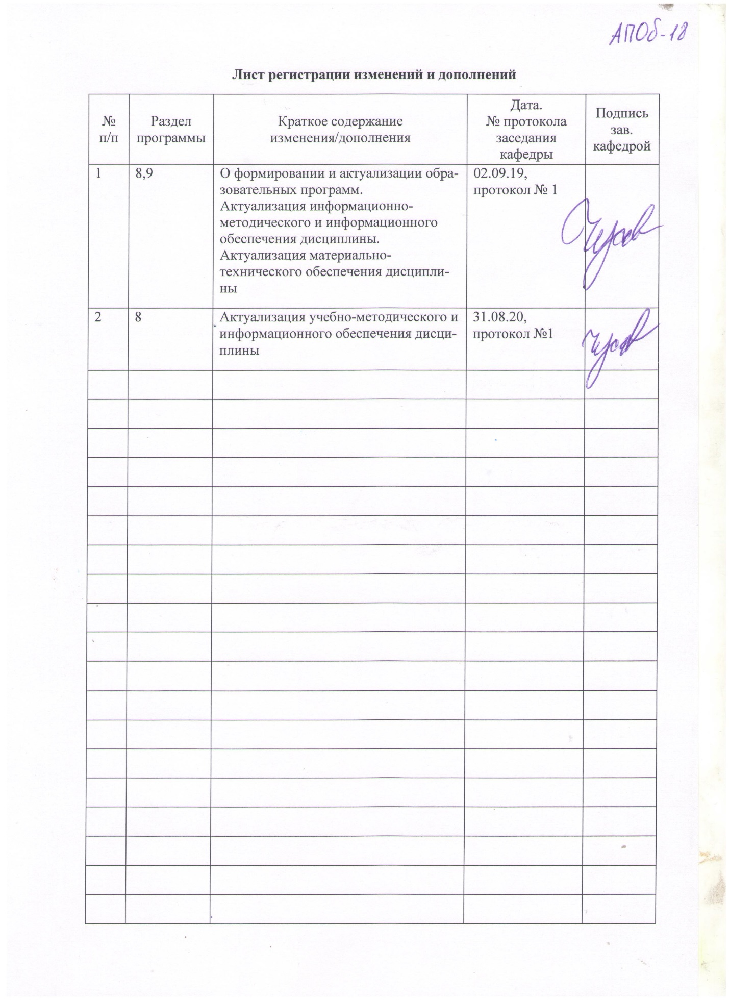 АПОб-18
Лист регистрации изменений и дополнений
№
п/п
Раздел
программы
Краткое содержание
изменения/дополнения
Дата.
№ протокола
заседания
кафедры
Подпись
зав.
кафедрой
1
8,9
О формировании и актуализации обра-
зовательных программ.
Актуализация информационно-
методического и информационного
обеспечения дисциплины.
Актуализация материально-
технического обеспечения дисципли-
ны
02.09.19,
протокол № 1
2
8
Актуализация учебно-методического и
информационного обеспечения дисци-
плины
31.08.20,
протокол №1